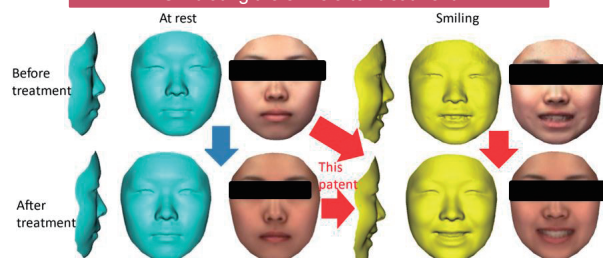 At rest
Smiling
Before
treatment
This
patent
After
treatment